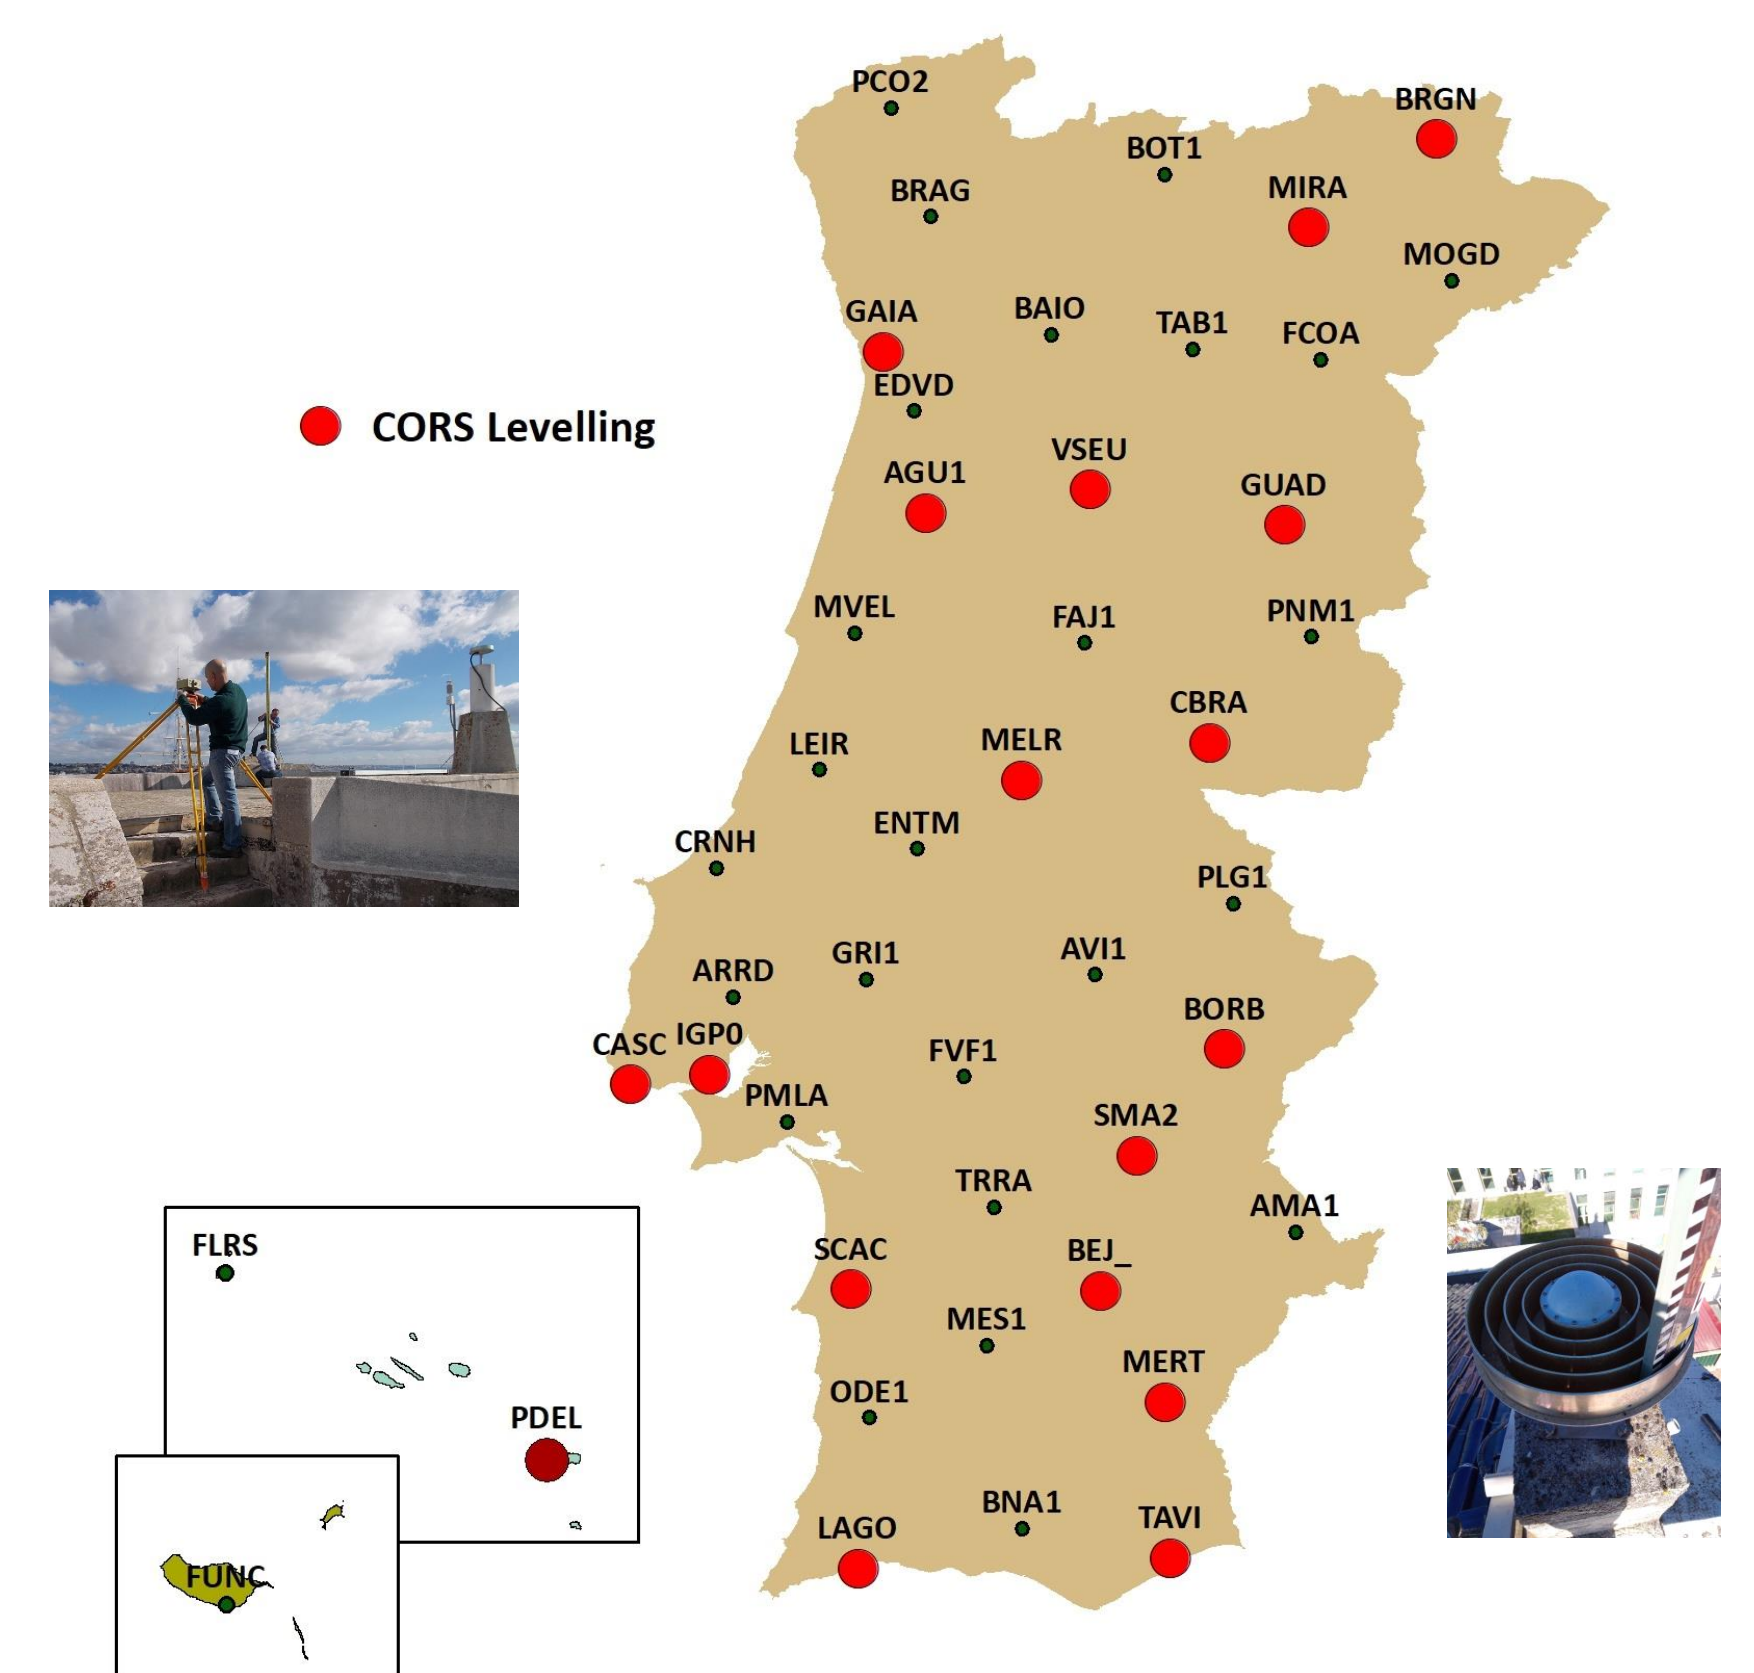 PCO2
BRGN
BOT1
MIRA
BRAG
MOGD
GAIA
BAIO
TAB1
FCOA
EDVD
CORS Levelling
VSEU
AGU1
GUAD
MVEL
FAJ1
PNM1
CBRA
LEIR
MELR
ENTM
CRNH
PLG1
GRI1
AVI1
ARRD
BORB
CASC
IGP0
FVF1
PMLA
SMA2
TRRA
AMA1
FLRS
SCAC
BEJ_
MES1
MERT
ODE1
PDEL
BNA1
LAGO
TAVI
FUNC